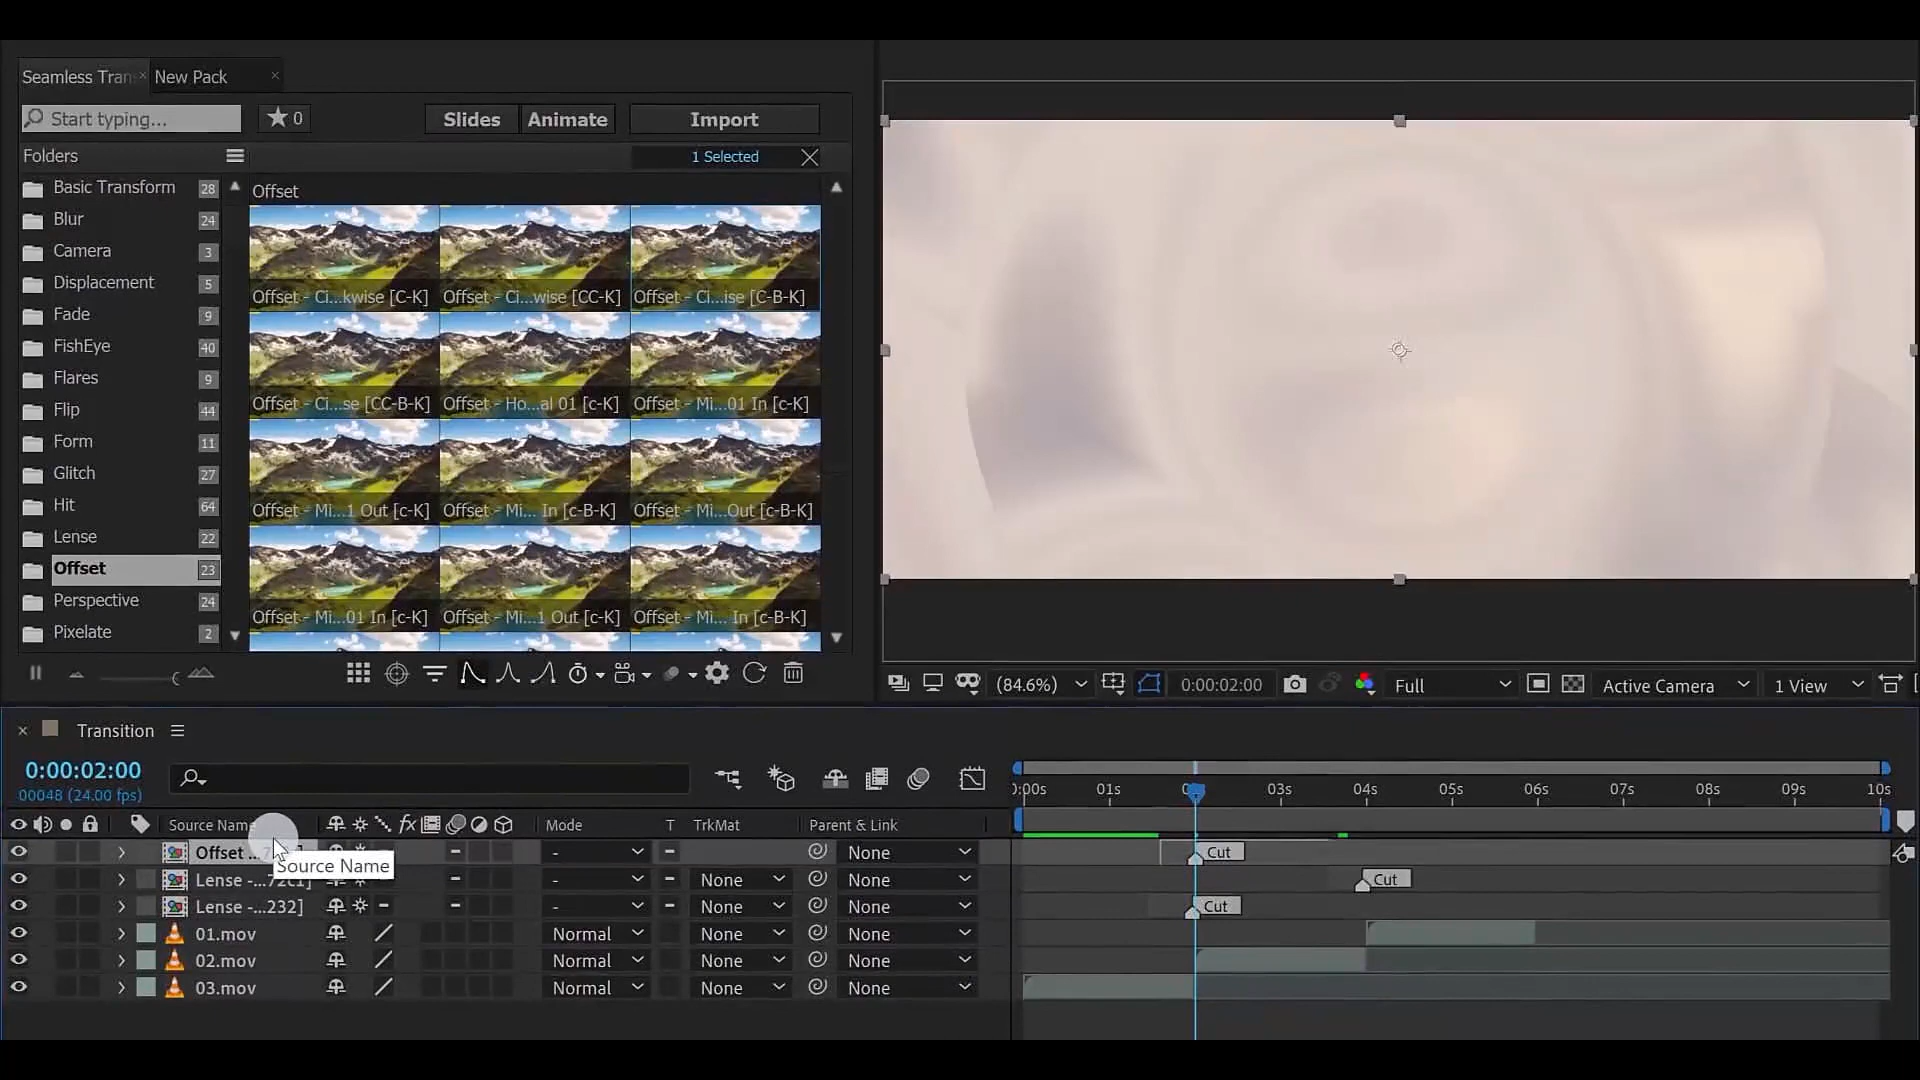 Seamless Tran
New Pack
Start typing...
0
Slides
Animate
Import
Folders
1 Selected
Basic Transform 28
Blur 24
Camera 3
Displacement 5
Fade 9
FishEye 40
Flares 9
Flip 44
Form 11
Glitch 27
Hit 64
Lense 22
Offset 23
Perspective 24
Pixelate 2
Offset
Offset - Ci...kwise [C-K]
Offset - Ci...wise [CC-K]
Offset - Ci...ise [C-B-K]
Offset - Ci...se [CC-B-K]
Offset - Ho...al 01 [c-K]
Offset - Mi...01 In [c-K]
Offset - Mi...1 Out [c-K]
Offset - Mi... In [c-B-K]
Offset - Mi...Out [c-B-K]
Offset - Mi...01 In [c-K]
Offset - Mi...1 Out [c-K]
Offset - Mi... In [c-B-K]
(84.6%)
0:00:02:00
Full
Active Camera
1 View
Transition
0:00:02:00
00048 (24.00 fps)
0:00s 01s 03s 04s 05s 06s 07s 08s 09s 10s
Source Name
fx
Mode
T TrkMat
Parent & Link
Offset ...
- None
Cut
Source Name
Lense -...72c1]
- None None
Cut
Lense -...232]
- None None
Cut
01.mov Normal None None
02.mov Normal None None
03.mov Normal None None